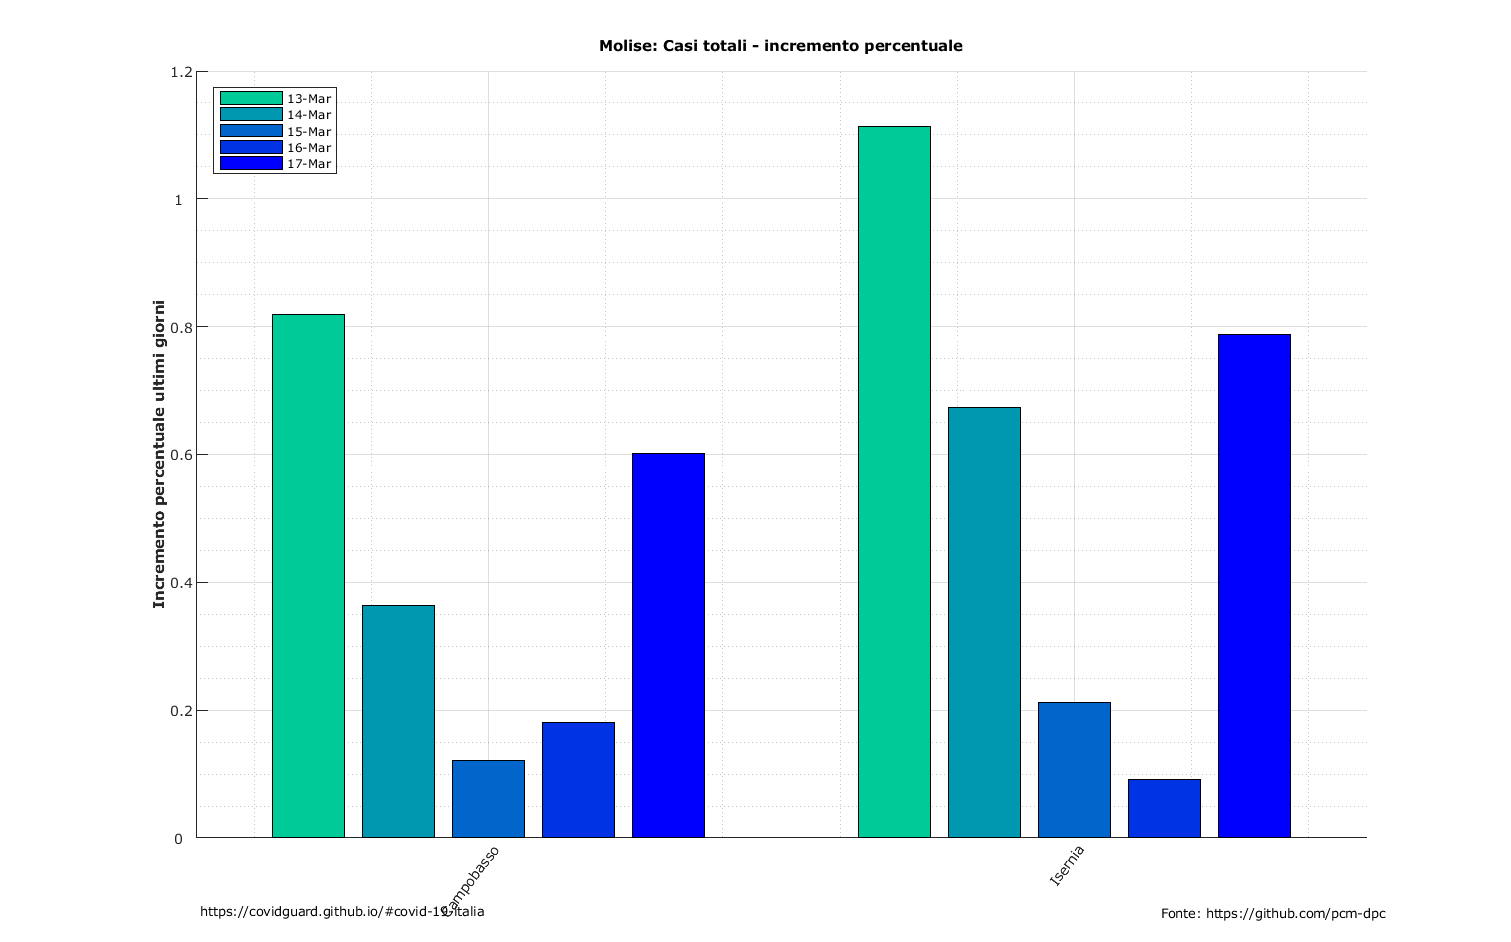 Molise: Casi totali - incremento percentuale
1.2
1
0.8
0.6
0.4
0.2
0
13-Mar
14-Mar
15-Mar
16-Mar
17-Mar
Incremento percentuale ultimi giorni
Campobasso
Isernia
https://covidguard.github.io/#covid-19-italia
Fonte: https://github.com/pcm-dpc